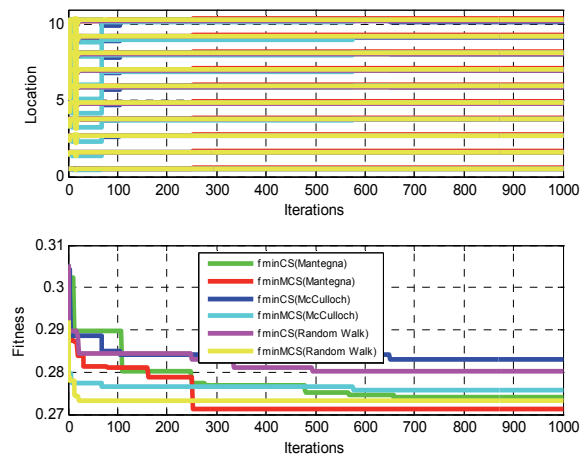 10
5
0
Location
0 100 200 300 400 500 600 700 800 900 1000
Iterations
0.31
0.3
0.29
0.28
0.27
Fitness
fminCS(Mantegna)
fminMCS(Mantegna)
fminCS(McCulloch)
fminMCS(McCulloch)
fminCS(Random Walk)
fminMCS(Random Walk)
0 100 200 300 400 500 600 700 800 900 1000
Iterations